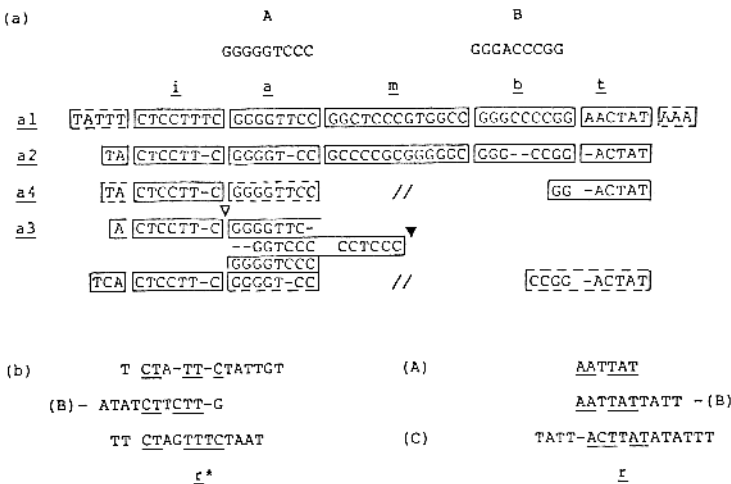 (a) A B
GGGGGTCCC GGGACCCGG
i a m b t
a1 TATTT CTCCTTTC GGGGTTCC GGCTCCCGTGGCC GGGCCCCGG AACTAT AAA
a2 TA CTCCTT-C GGGGT-CC GCCCCGCGGGGGC GGG--CCGG -ACTAT
a4 TA CTCCTT-C GGGGTTCC // GG -ACTAT
a3 A CTCCTT-C GGGGTTC-
--GGTCCC CCTCCC
GGGGTCCC
TCA CTCCTT-C GGGGT-CC // CCGG -ACTAT
(b) T CTA-TT-CTATTGT (A) AATTAT
(B)- ATATCTTCTT-G AATTATTATT -(B)
TT CTAGTTTCTAAT (C) TATT-ACTTATATATTT
r* r